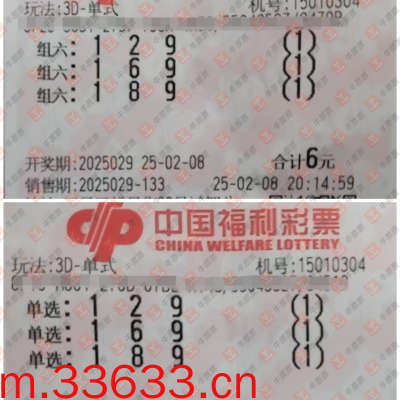 玩法:3D-单式 机号:15010304
组六: 1 2 9 (1)
组六: 1 6 9 (1)
组六: 1 8 9 (1)
开奖期:2025029 25-02-08 合计6元
销售期:2025029-133 25-02-08 20:14:59
中国福利彩票
CHINA WELFARE LOTTERY
玩法:3D-单式 机号:15010304
单选: 1 2 9 (1)
单选: 1 6 9 (1)
单选: 1 8 9 (1)
m.33633.cn